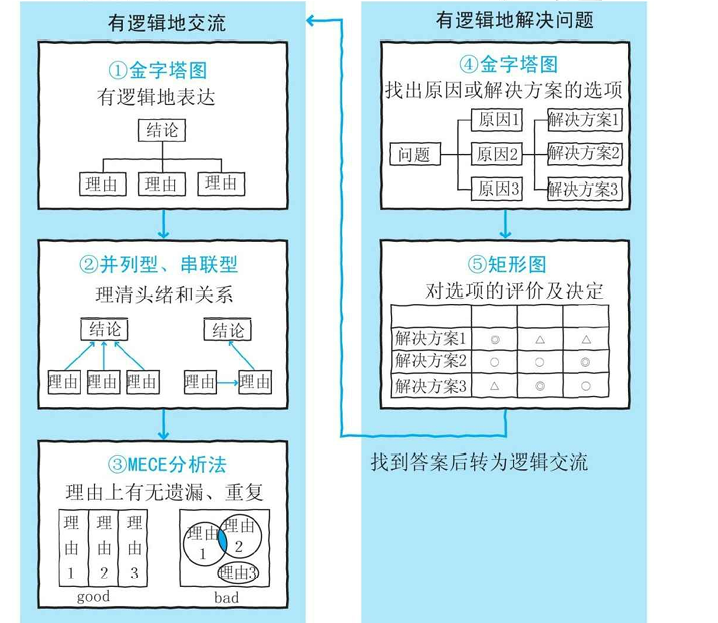 有逻辑地交流
①金字塔图
有逻辑地表达
结论
理由 理由 理由
②并列型、串联型
理清头绪和关系
结论 结论
理由 理由 理由 理由 理由
③MECE分析法
理由上有无遗漏、重复
理由1 理由2 理由3
理由1 理由2
理由3
good bad
有逻辑地解决问题
④金字塔图
找出原因或解决方案的选项
原因1 解决方案1
问题 原因2 解决方案2
原因3 解决方案3
⑤矩形图
对选项的评价及决定
解决方案1 ◎ △ △
解决方案2 ○ ○ ◎
解决方案3 △ ◎ ○
找到答案后转为逻辑交流